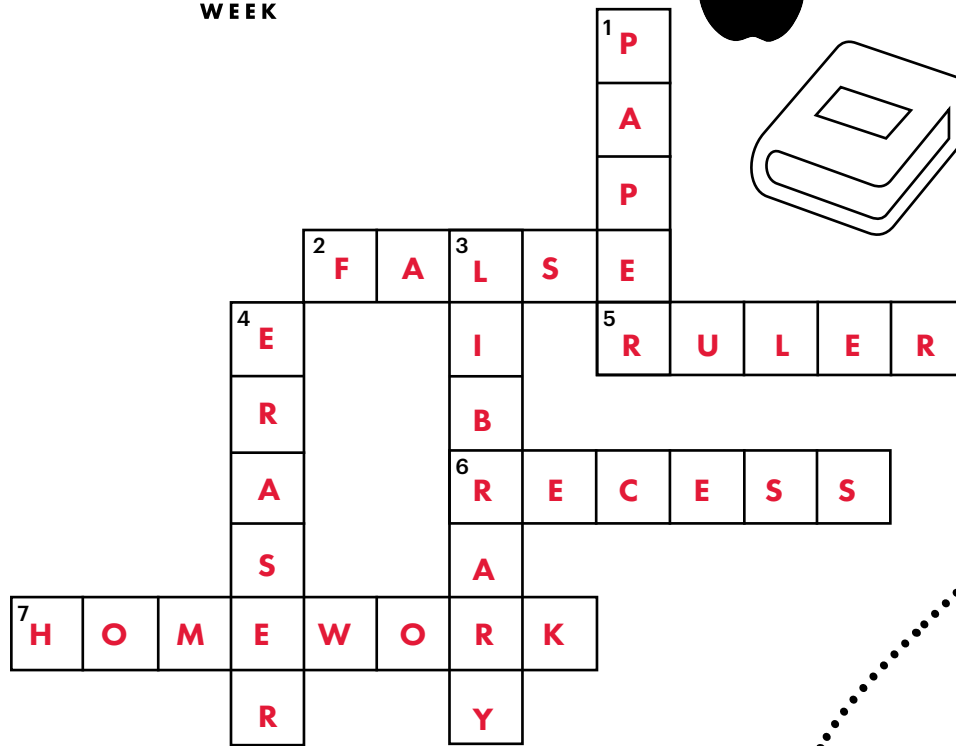 WEEK
1 P
A
P
2 F A 3 L S E
4 E I 5 R U L E R
R B
A 6 R E C E S S
S A
7 H O M E W O R K
R Y